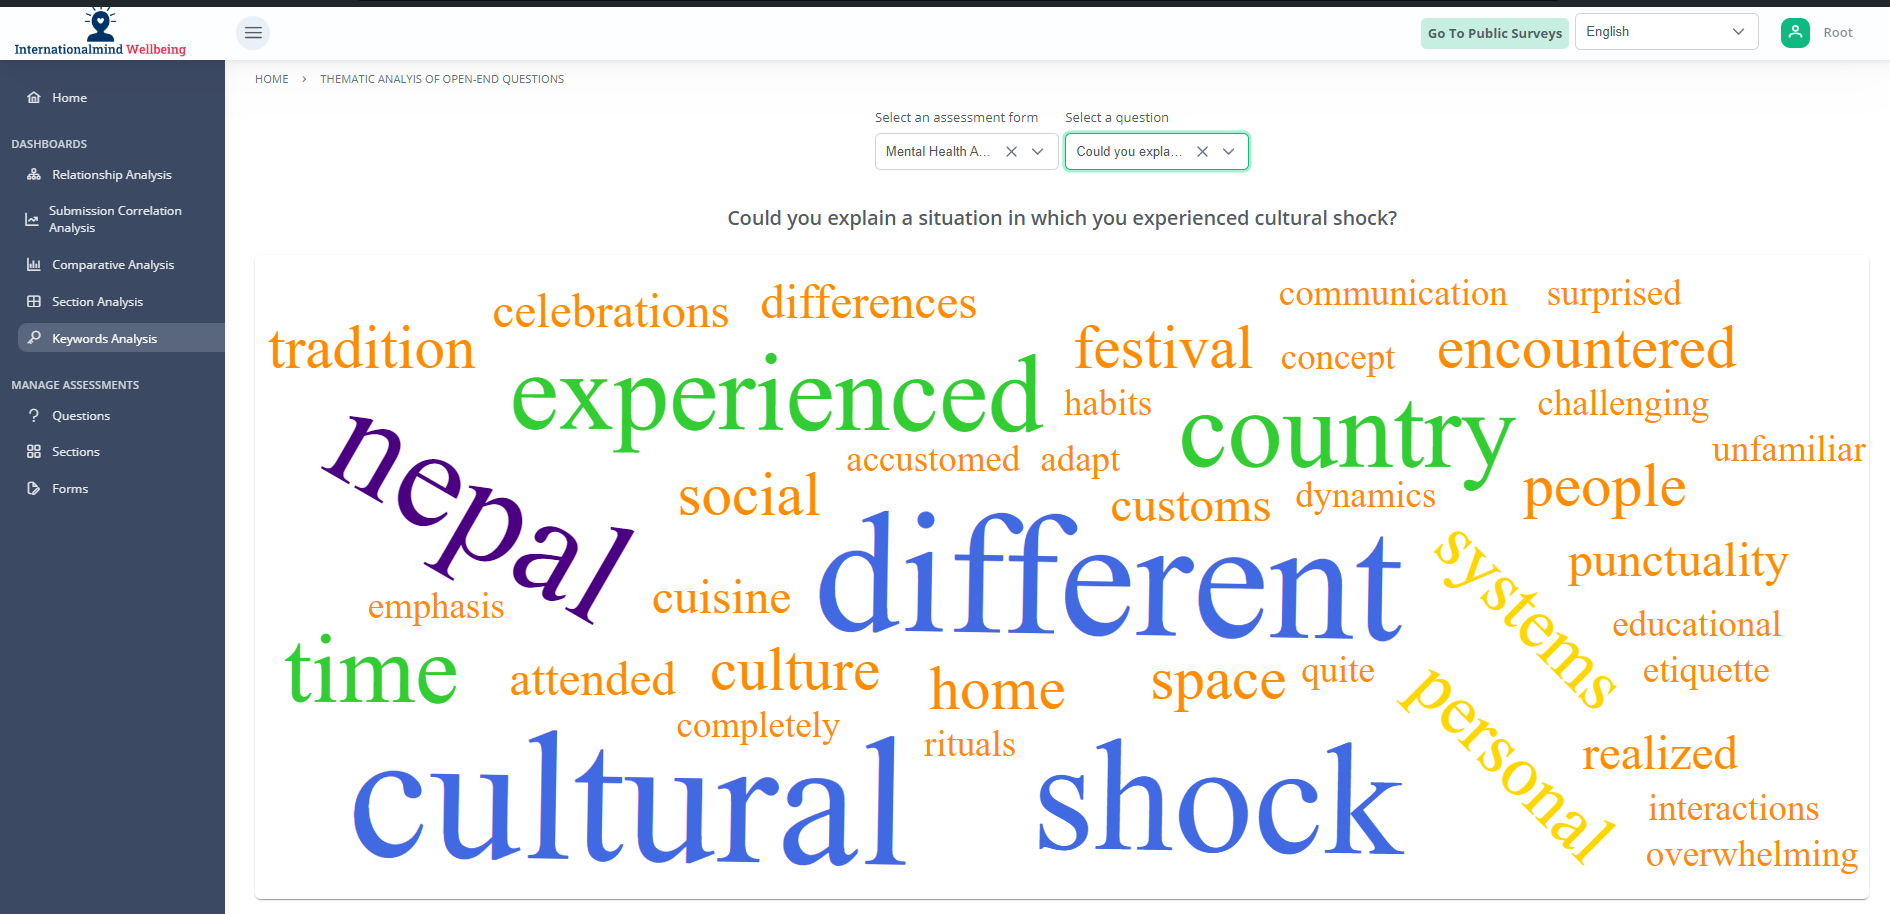 Internationalmind Wellbeing
Go To Public Surveys
English
Root
HOME › THEMATIC ANALYIS OF OPEN-END QUESTIONS
Home
DASHBOARDS
Relationship Analysis
Submission Correlation
Analysis
Comparative Analysis
Section Analysis
Keywords Analysis
MANAGE ASSESSMENTS
Questions
Sections
Forms
Select an assessment form
Select a question
Mental Health A...
Could you expla...
Could you explain a situation in which you experienced cultural shock?
celebrations
differences
communication
surprised
tradition
experienced
festival
concept
encountered
habits
country
challenging
nepal
accustomed
adapt
unfamiliar
social
customs
dynamics
people
different
systems
punctuality
emphasis
cuisine
educational
time
attended
culture
home
space
quite
etiquette
completely
rituals
personal
realized
cultural
shock
interactions
overwhelming